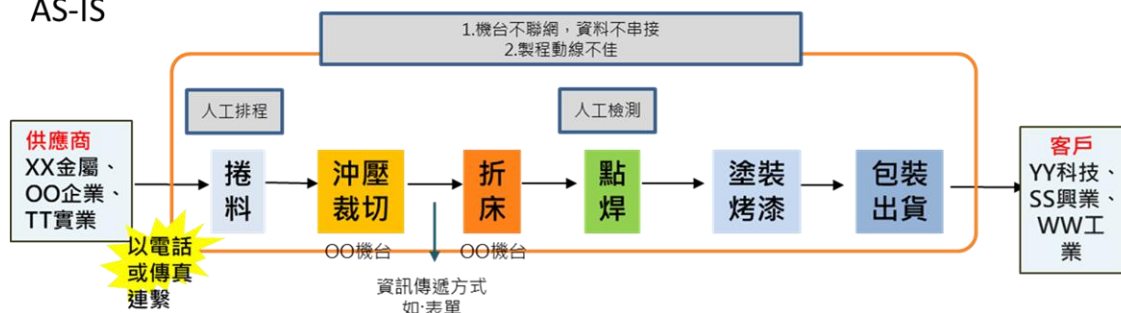 AS-IS
1.機台不聯網，資料不串接
2.製程動線不佳
人工排程
人工檢測
供應商
XX金屬、
OO企業、
TT實業
捲
料
沖壓
裁切
折
床
點
焊
塗裝
烤漆
包裝
出貨
客戶
YY科技、
SS興業、
WW工
業
以電話
或傳真
連繫
OO機台
OO機台
資訊傳遞方式
如:表單